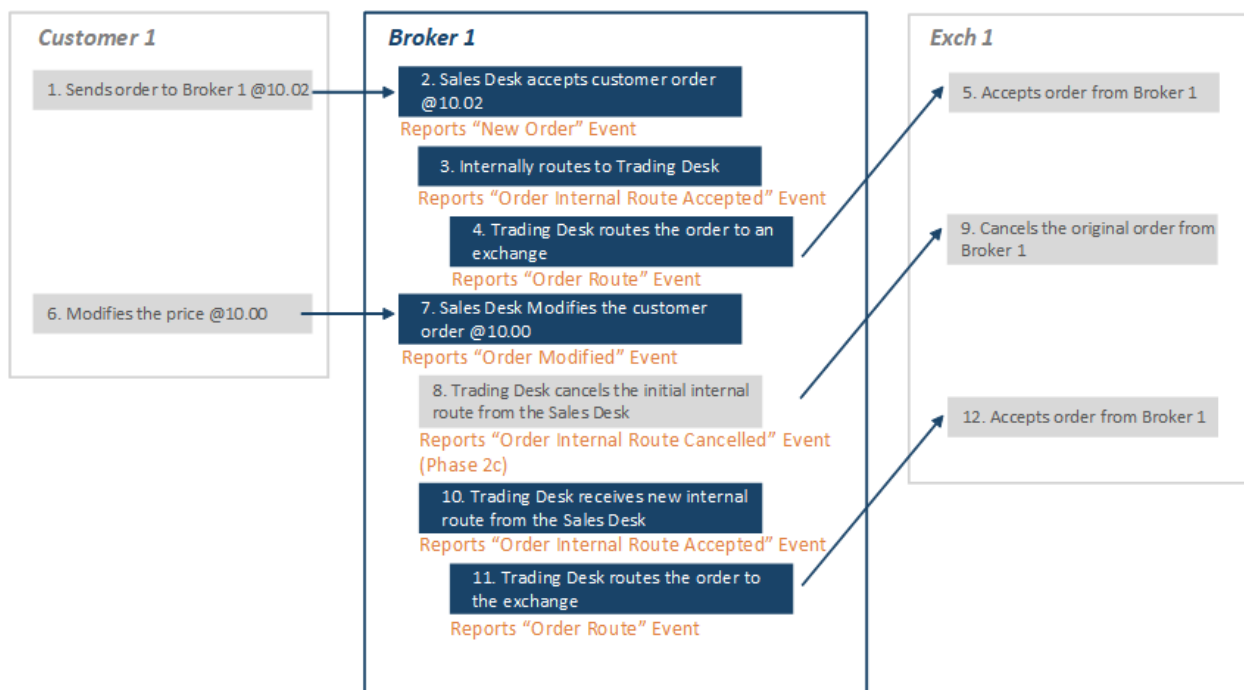 Customer 1
1. Sends order to Broker 1 @10.02
6. Modifies the price @10.00
Broker 1
2. Sales Desk accepts customer order
@10.02
Reports “New Order” Event
3. Internally routes to Trading Desk
Reports “Order Internal Route Accepted” Event
4. Trading Desk routes the order to an
exchange
Reports “Order Route” Event
7. Sales Desk Modifies the customer
order @10.00
Reports “Order Modified” Event
8. Trading Desk cancels the initial internal
route from the Sales Desk
Reports “Order Internal Route Cancelled” Event
(Phase 2c)
10. Trading Desk receives new internal
route from the Sales Desk
Reports “Order Internal Route Accepted” Event
11. Trading Desk routes the order to
the exchange
Reports “Order Route” Event
Exch 1
5. Accepts order from Broker 1
9. Cancels the original order from
Broker 1
12. Accepts order from Broker 1